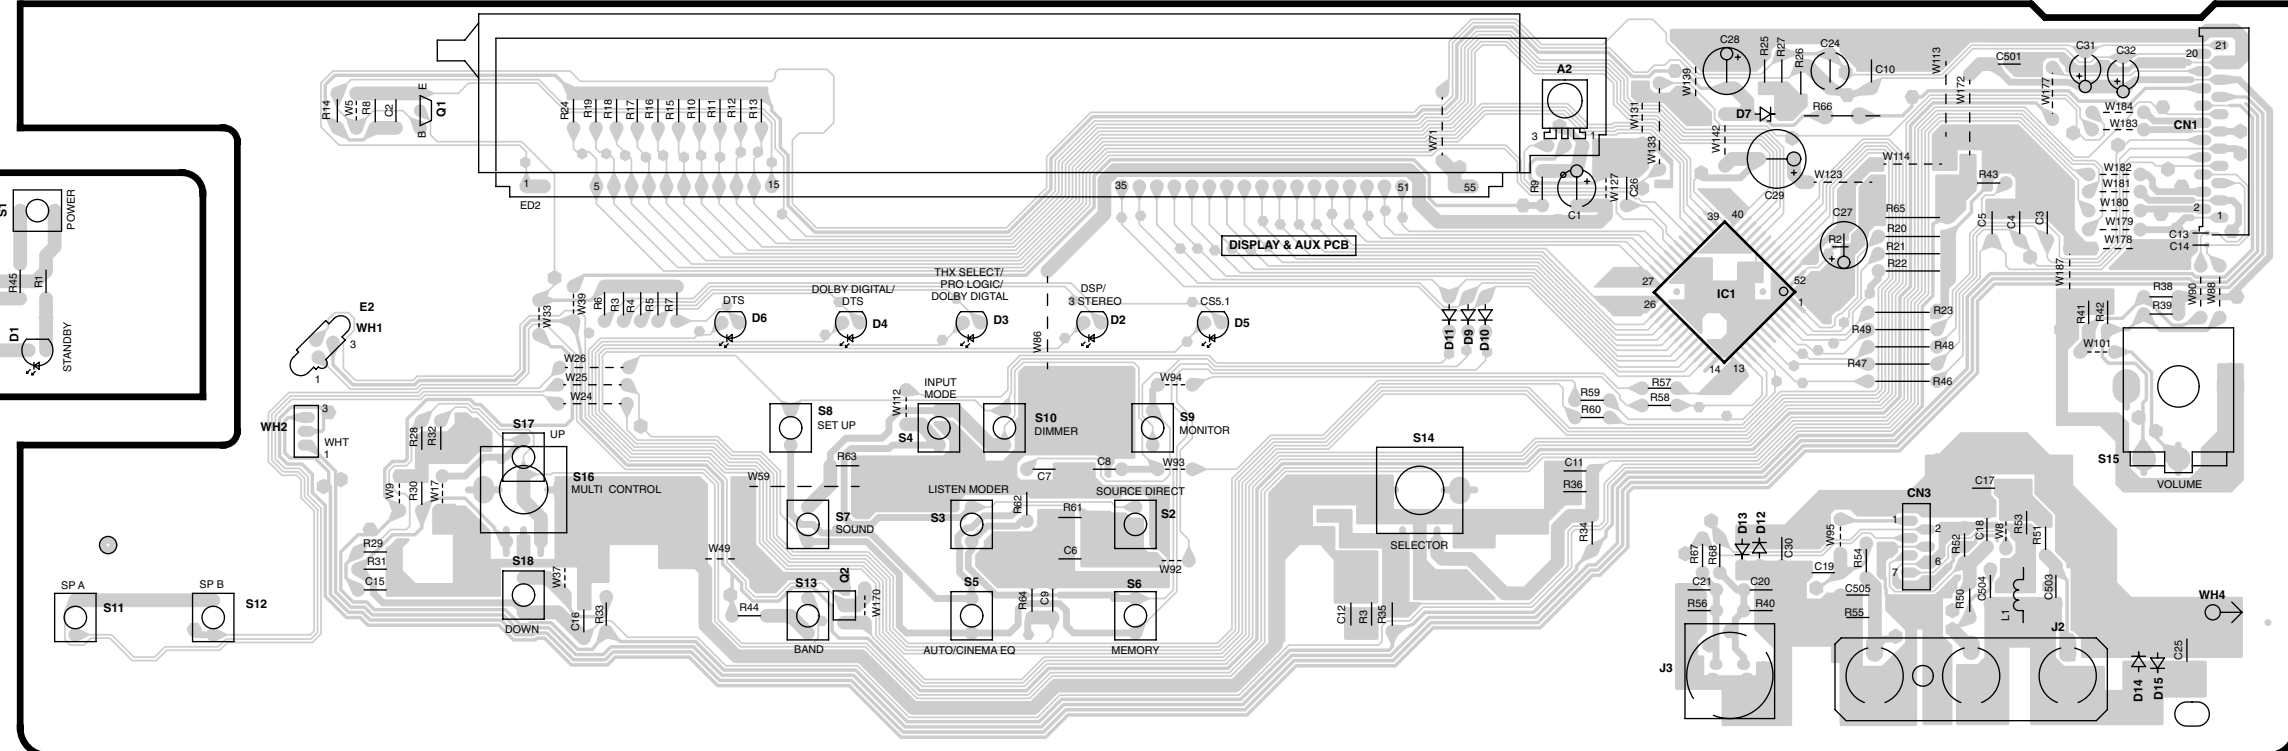 R14
W5
R8
C2
E
B
Q1
R24
R19
R18
R17
R16
R15
R10
R11
R12
R13
1
5
15
ED2
35
51
55
W71
A2
3
1
R9
C1
W127
C26
W131
W133
W139
C28
R25
R27
R26
C24
C10
D7
R66
W142
C29
W123
W114
W113
W172
C501
W177
C31
C32
20
21
W184
W183
CN1
W182
W181
W180
W179
W178
2
1
C13
C14
R43
C5
C4
C3
W187
S1
POWER
R45
R1
D1
STANDBY
DISPLAY & AUX PCB
39
40
27
26
52
1
14
13
IC1
C27
R2
R65
R20
R21
R22
R23
R49
R48
R47
R46
R38
R39
W90
W88
R41
R42
W101
S15
VOLUME
E2
WH1
3
1
W33
W39
R6
R3
R4
R5
R7
DTS
D6
DOLBY DIGITAL/
DTS
D4
THX SELECT/
PRO LOGIC/
DOLBY DIGTAL
D3
W86
DSP/
3 STEREO
D2
CS5.1
D5
D11
D9
D10
W26
W25
W24
WH2
3
WHT
1
R28
R32
S17
UP
S16
MULTI CONTROL
W9
R30
W17
R29
R31
C15
S18
DOWN
W37
C16
R33
S8
SET UP
W112
INPUT
MODE
S4
S10
DIMMER
W94
S9
MONITOR
R63
W59
C7
C8
W93
S7
SOUND
LISTEN MODER
S3
R62
R61
SOURCE DIRECT
S2
C6
W92
W49
R44
S13
BAND
Q2
W170
S5
AUTO/CINEMA EQ
R64
C9
S6
MEMORY
S14
SELECTOR
R59
R60
R57
R58
C11
R36
R34
C12
R3
R35
SP A
S11
SP B
S12
R67
R68
D13
D12
C30
C21
C20
R56
R40
J3
W95
R54
C19
CN3
1
2
7
6
C505
R55
C17
C18
W8
R53
R51
R52
R50
C504
L1
C503
J2
WH4
C25
D14
D15